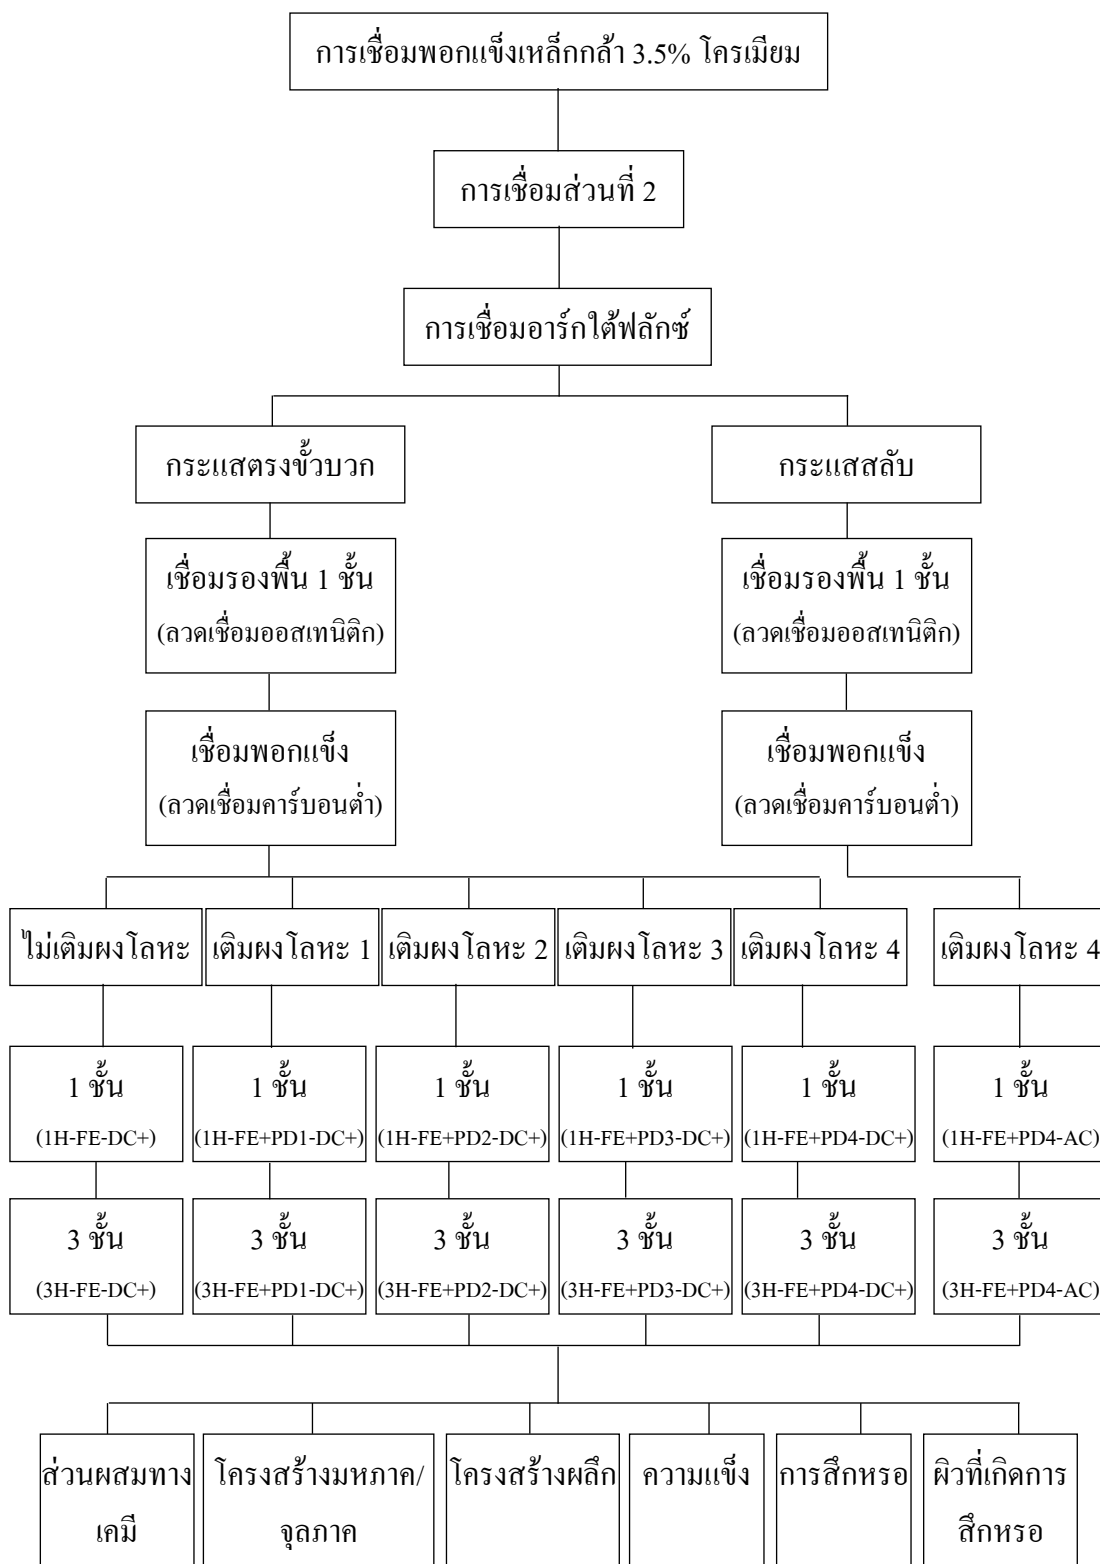 การเชื่อมพอกแข็งเหล็กกล้า 3.5% โครเมียม
การเชื่อมส่วนที่ 2
การเชื่อมอาร์กใต้ฟลักซ์
กระแสตรงขั้วบวก
กระแสสลับ
เชื่อมรองพื้น 1 ชั้น
(ลวดเชื่อมออสเทนิติก)
เชื่อมรองพื้น 1 ชั้น
(ลวดเชื่อมออสเทนิติก)
เชื่อมพอกแข็ง
(ลวดเชื่อมคาร์บอนต่ำ)
เชื่อมพอกแข็ง
(ลวดเชื่อมคาร์บอนต่ำ)
ไม่เติมผงโลหะ
เติมผงโลหะ 1
เติมผงโลหะ 2
เติมผงโลหะ 3
เติมผงโลหะ 4
เติมผงโลหะ 4
1 ชั้น
(1H-FE-DC+)
1 ชั้น
(1H-FE+PD1-DC+)
1 ชั้น
(1H-FE+PD2-DC+)
1 ชั้น
(1H-FE+PD3-DC+)
1 ชั้น
(1H-FE+PD4-DC+)
1 ชั้น
(1H-FE+PD4-AC)
3 ชั้น
(3H-FE-DC+)
3 ชั้น
(3H-FE+PD1-DC+)
3 ชั้น
(3H-FE+PD2-DC+)
3 ชั้น
(3H-FE+PD3-DC+)
3 ชั้น
(3H-FE+PD4-DC+)
3 ชั้น
(3H-FE+PD4-AC)
ส่วนผสมทาง
เคมี
โครงสร้างมหภาค/
จุลภาค
โครงสร้างผลึก
ความแข็ง
การสึกหรอ
ผิวที่เกิดการ
สึกหรอ